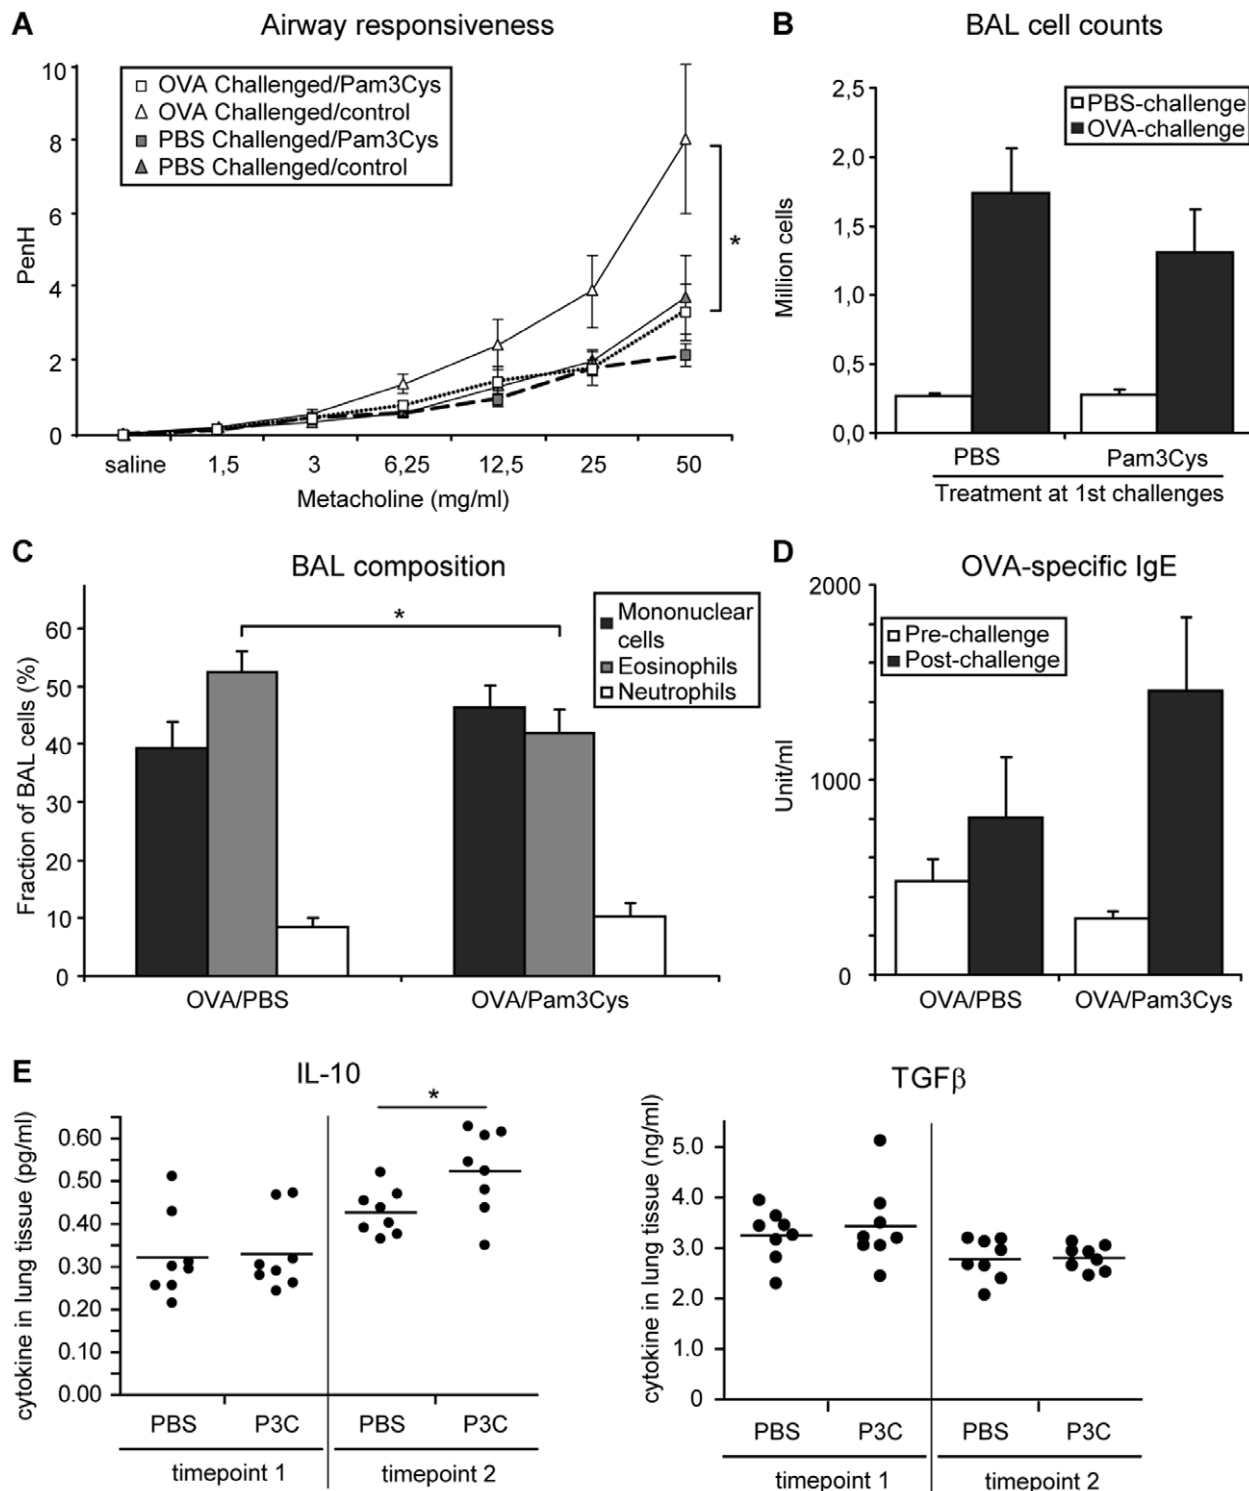 A
Airway responsiveness
OVA Challenged/Pam3Cys
OVA Challenged/control
PBS Challenged/Pam3Cys
PBS Challenged/control
PenH
10
8
6
4
2
0
*
saline 1,5 3 6,25 12,5 25 50
Metacholine (mg/ml)
B
BAL cell counts
PBS-challenge
OVA-challenge
Million cells
2,5
2,0
1,5
1,0
0,5
0,0
PBS Pam3Cys
Treatment at 1st challenges
C
BAL composition
Mononuclear
cells
Eosinophils
Neutrophils
*
Fraction of BAL cells (%)
60
50
40
30
20
10
0
OVA/PBS OVA/Pam3Cys
D
OVA-specific IgE
Pre-challenge
Post-challenge
Unit/ml
2000
1000
0
OVA/PBS OVA/Pam3Cys
E
IL-10
*
cytokine in lung tissue (pg/ml)
0.60
0.50
0.40
0.30
0.20
0.10
0.00
PBS P3C PBS P3C
timepoint 1 timepoint 2
TGFβ
cytokine in lung tissue (ng/ml)
5.0
4.0
3.0
2.0
1.0
0
PBS P3C PBS P3C
timepoint 1 timepoint 2